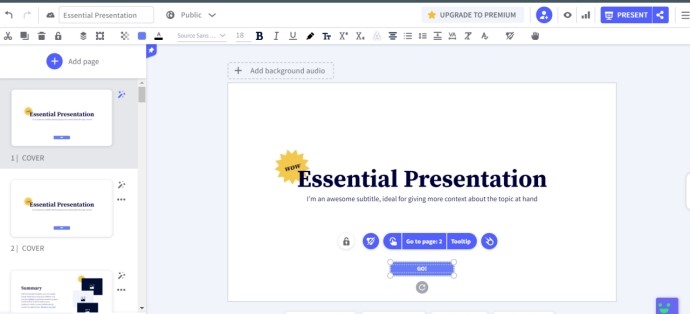 Essential Presentation
Public
UPGRADE TO PREMIUM
PRESENT
Source Sans...
18
B I U
Add page
Add background audio
Essential Presentation
1 | COVER
Essential Presentation
2 | COVER
Summary
WOW
Essential Presentation
I'm an awesome subtitle, ideal for giving more context about the topic at hand
Go to page: 2
Tooltip
GO!